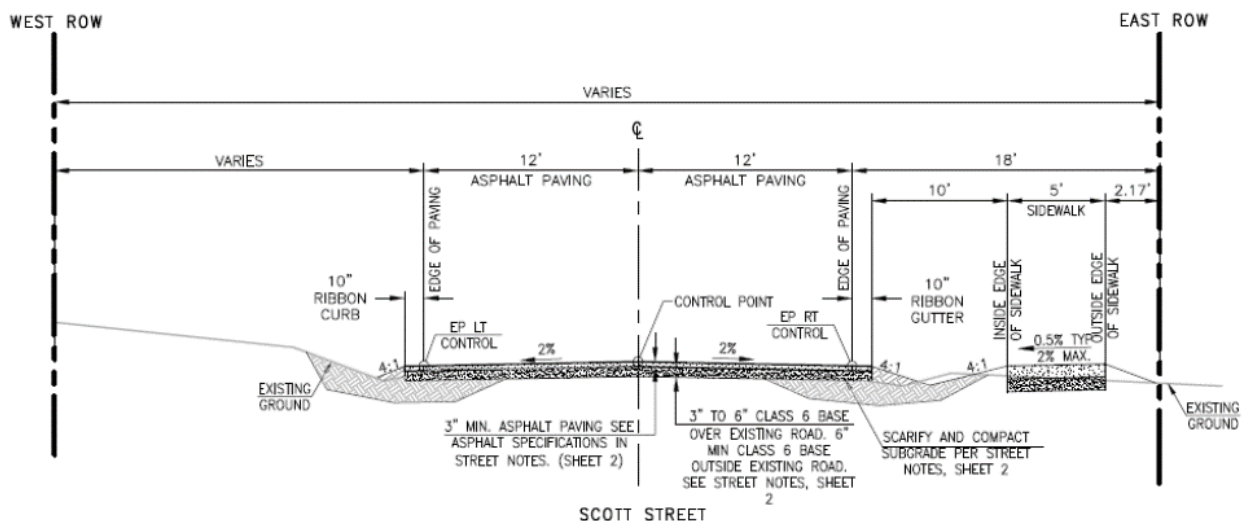 WEST ROW
EAST ROW
VARIES
℄
VARIES
12'
ASPHALT PAVING
12'
ASPHALT PAVING
18'
10'
5'
SIDEWALK
2.17'
EDGE OF PAVING
EDGE OF PAVING
INSIDE EDGE
OF SIDEWALK
OUTSIDE EDGE
OF SIDEWALK
10"
RIBBON
CURB
10"
RIBBON
GUTTER
CONTROL POINT
EP LT
CONTROL
EP RT
CONTROL
2%
2%
0.5% TYP
2% MAX.
4:1
4:1
4:1
EXISTING
GROUND
3" MIN. ASPHALT PAVING SEE
ASPHALT SPECIFICATIONS IN
STREET NOTES. (SHEET 2)
3" TO 6" CLASS 6 BASE
OVER EXISTING ROAD. 6"
MIN CLASS 6 BASE
OUTSIDE EXISTING ROAD.
SEE STREET NOTES, SHEET
2
SCARIFY AND COMPACT
SUBGRADE PER STREET
NOTES, SHEET 2
EXISTING
GROUND
SCOTT STREET